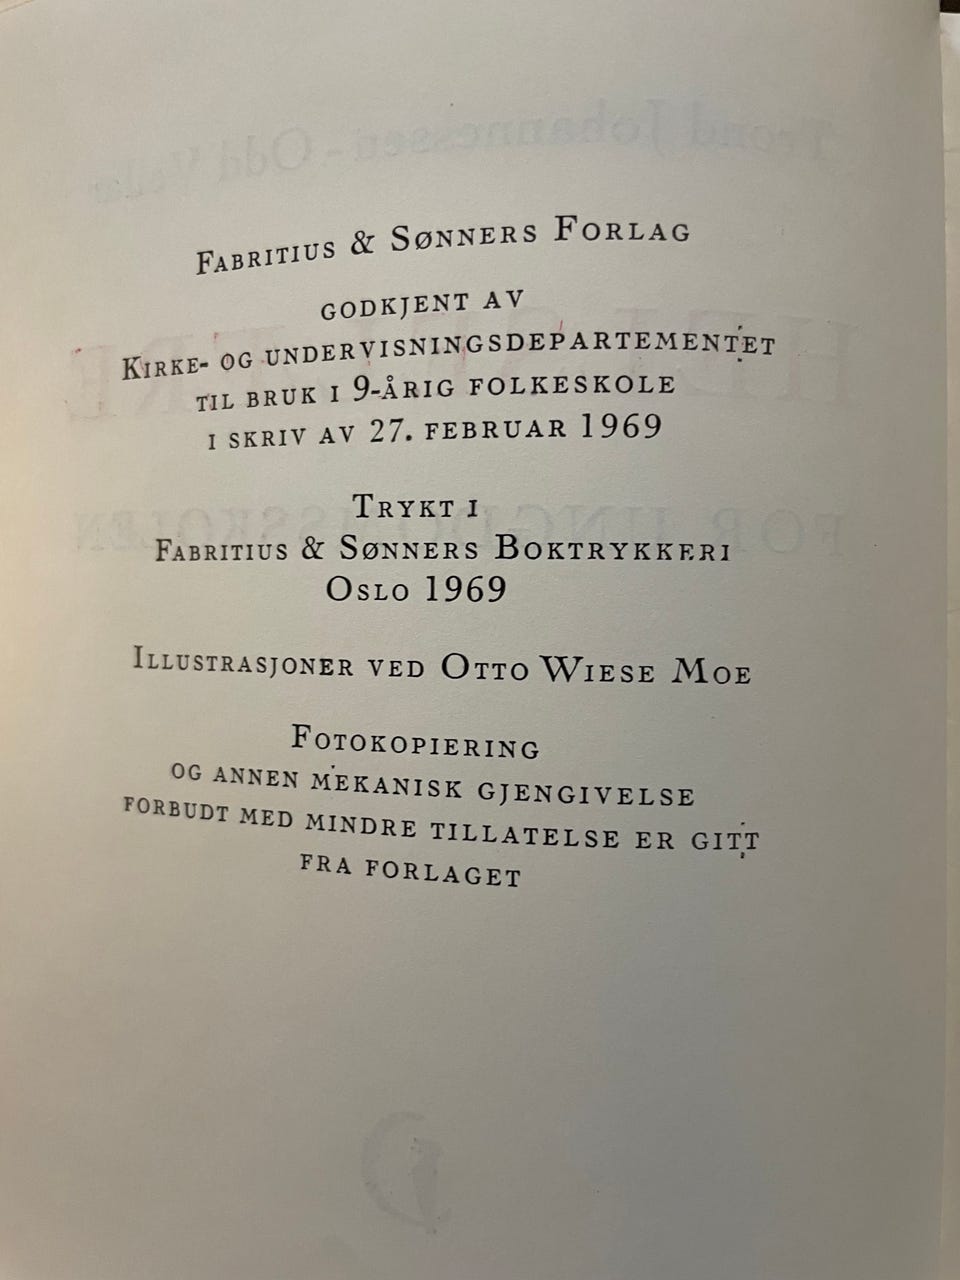 Fabritius & Sønners Forlag
godkjent av
Kirke- og undervisningsdepartementet
til bruk i 9-årig folkeskole
i skriv av 27. februar 1969
Trykt i
Fabritius & Sønners Boktrykkeri
Oslo 1969
Illustrasjoner ved Otto Wiese Moe
Fotokopiering
og annen mekanisk gjengivelse
forbudt med mindre tillatelse er gitt
fra forlaget